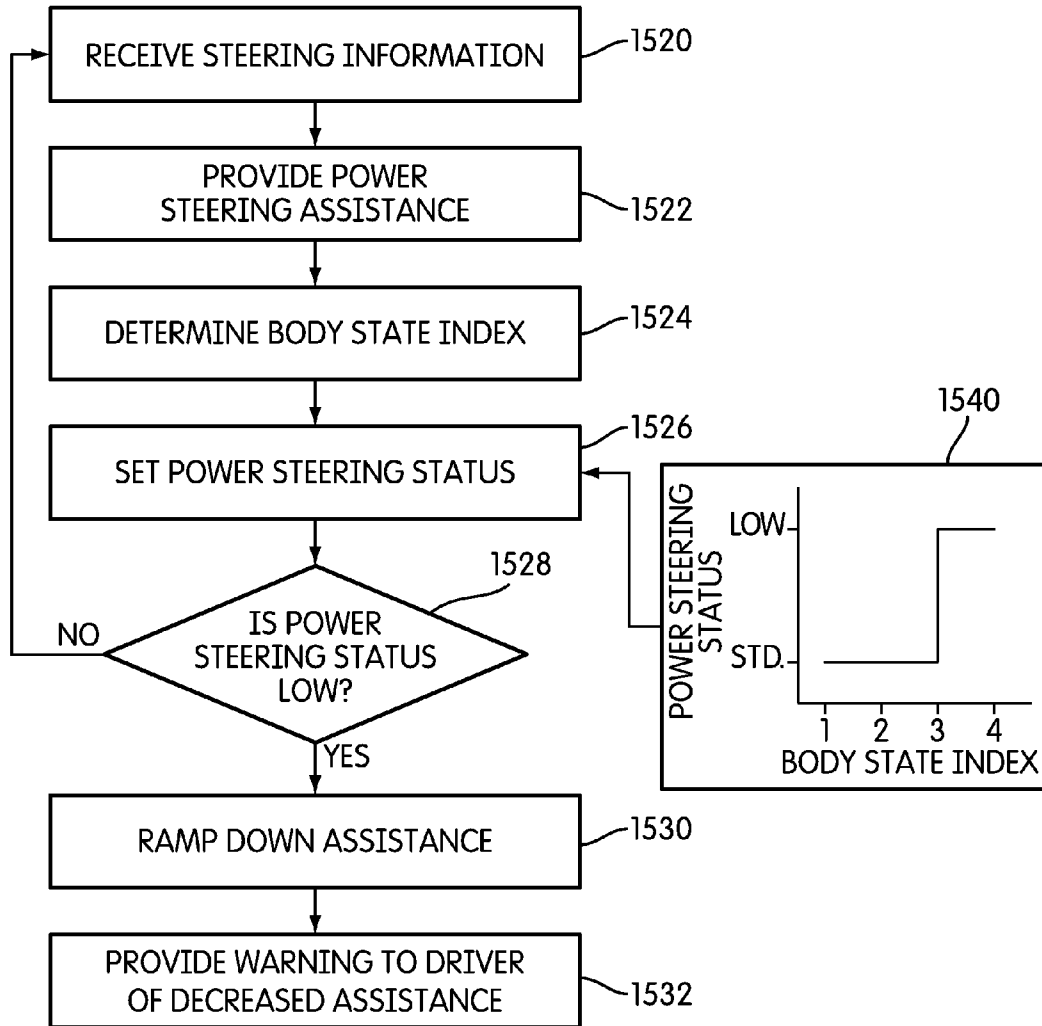 RECEIVE STEERING INFORMATION
1520
PROVIDE POWER
STEERING ASSISTANCE
1522
DETERMINE BODY STATE INDEX
1524
SET POWER STEERING STATUS
1526
1540
POWER STEERING
STATUS
LOW
STD.
1 2 3 4
BODY STATE INDEX
1528
IS POWER
STEERING STATUS
LOW?
NO
YES
RAMP DOWN ASSISTANCE
1530
PROVIDE WARNING TO DRIVER
OF DECREASED ASSISTANCE
1532